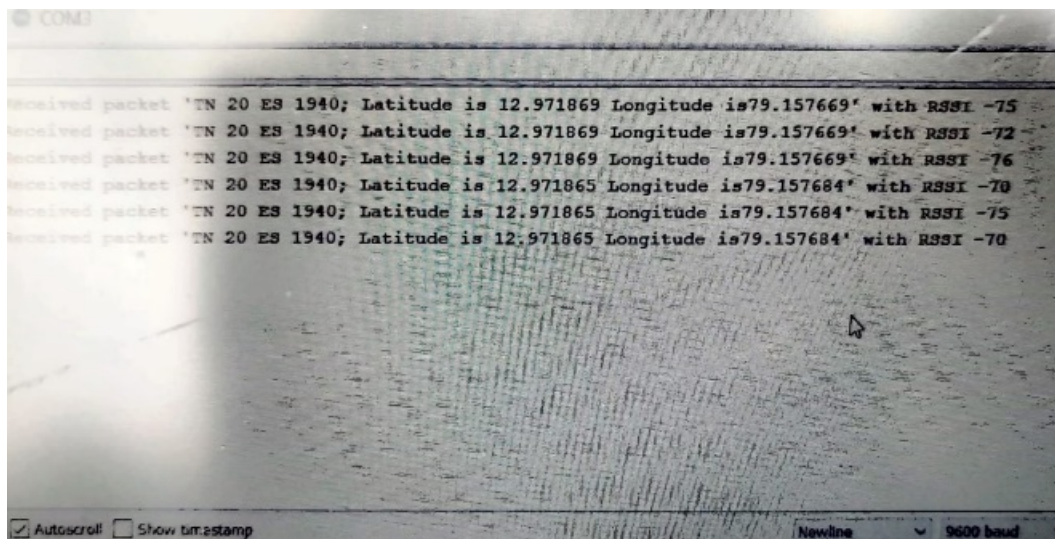 COM3
Received packet 'TN 20 ES 1940; Latitude is 12.971869 Longitude is79.157669' with RSSI -75
Received packet 'TN 20 ES 1940; Latitude is 12.971869 Longitude is79.157669' with RSSI -72
Received packet 'TN 20 ES 1940; Latitude is 12.971869 Longitude is79.157669' with RSSI -76
Received packet 'TN 20 ES 1940; Latitude is 12.971865 Longitude is79.157684' with RSSI -70
Received packet 'TN 20 ES 1940; Latitude is 12.971865 Longitude is79.157684' with RSSI -75
Received packet 'TN 20 ES 1940; Latitude is 12.971865 Longitude is79.157684' with RSSI -70
Autoscroll Show timestamp Newline 9600 baud